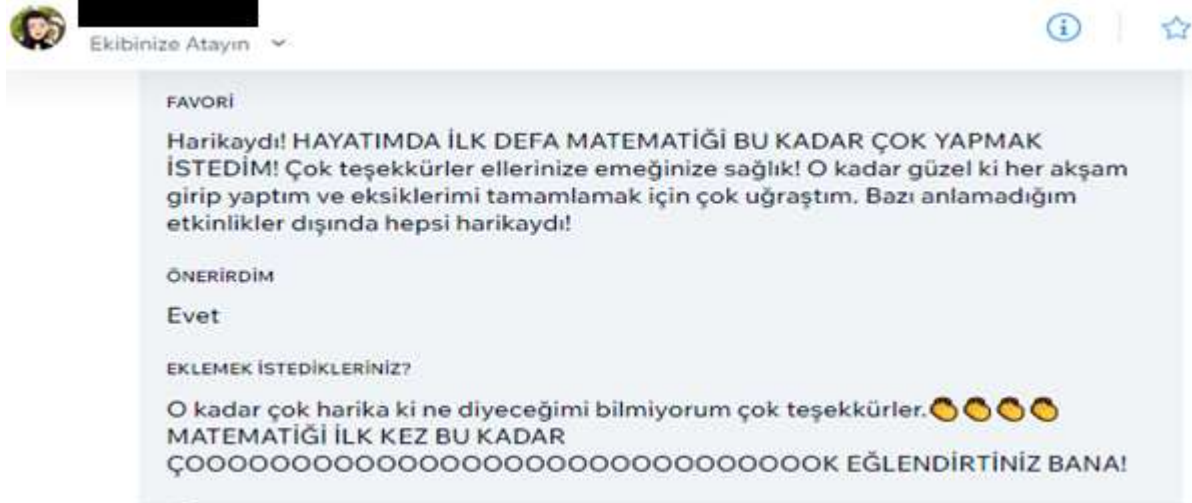 Ekibinize Atayın
FAVORİ
Harikaydı! HAYATIMDA İLK DEFA MATEMATİĞİ BU KADAR ÇOK YAPMAK
İSTEDİM! Çok teşekkürler ellerinize emeğinize sağlık! O kadar güzel ki her akşam
girip yaptım ve eksiklerimi tamamlamak için çok uğraştım. Bazı anlamadığım
etkinlikler dışında hepsi harikaydı!
ÖNERİRDİM
Evet
EKLEMEK İSTEDİKLERİNİZ?
O kadar çok harika ki ne diyeceğimi bilmiyorum çok teşekkürler.👏👏👏👏
MATEMATİĞİ İLK KEZ BU KADAR
ÇOOOOOOOOOOOOOOOOOOOOOOOOOOOOOOOOK EĞLENDİRTİNİZ BANA!